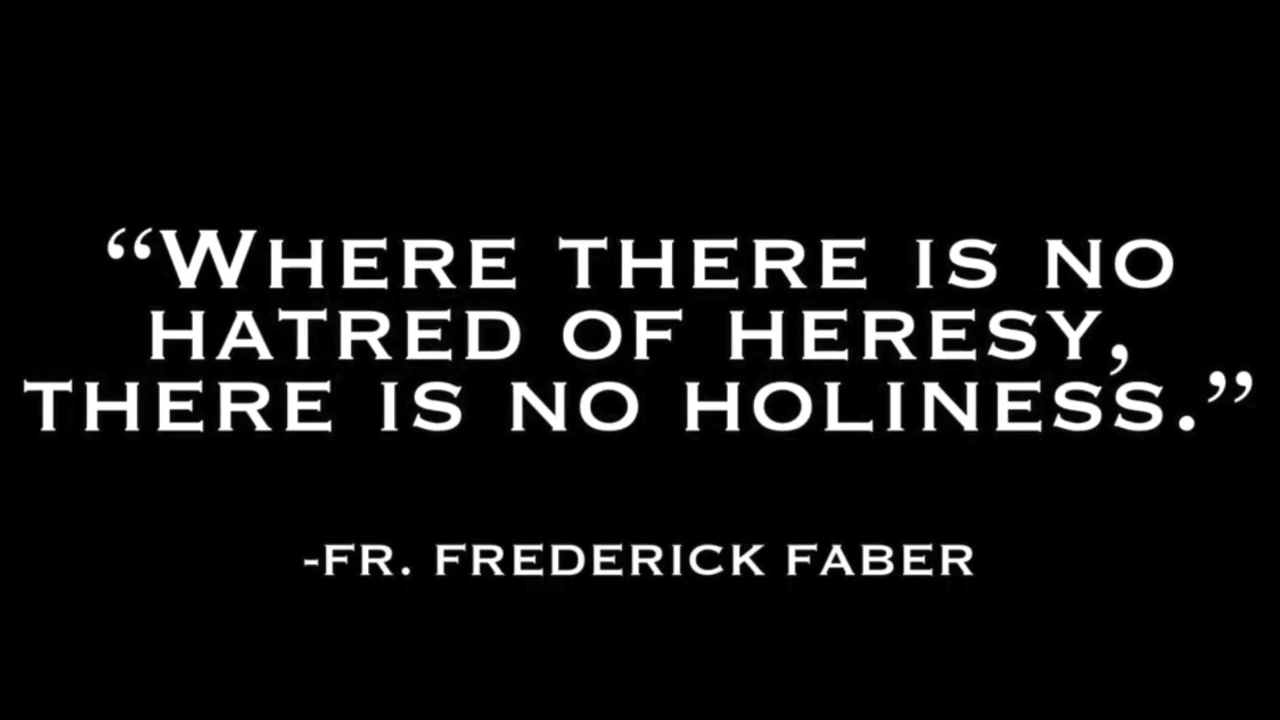 “WHERE THERE IS NO
HATRED OF HERESY,
THERE IS NO HOLINESS.”
-FR. FREDERICK FABER